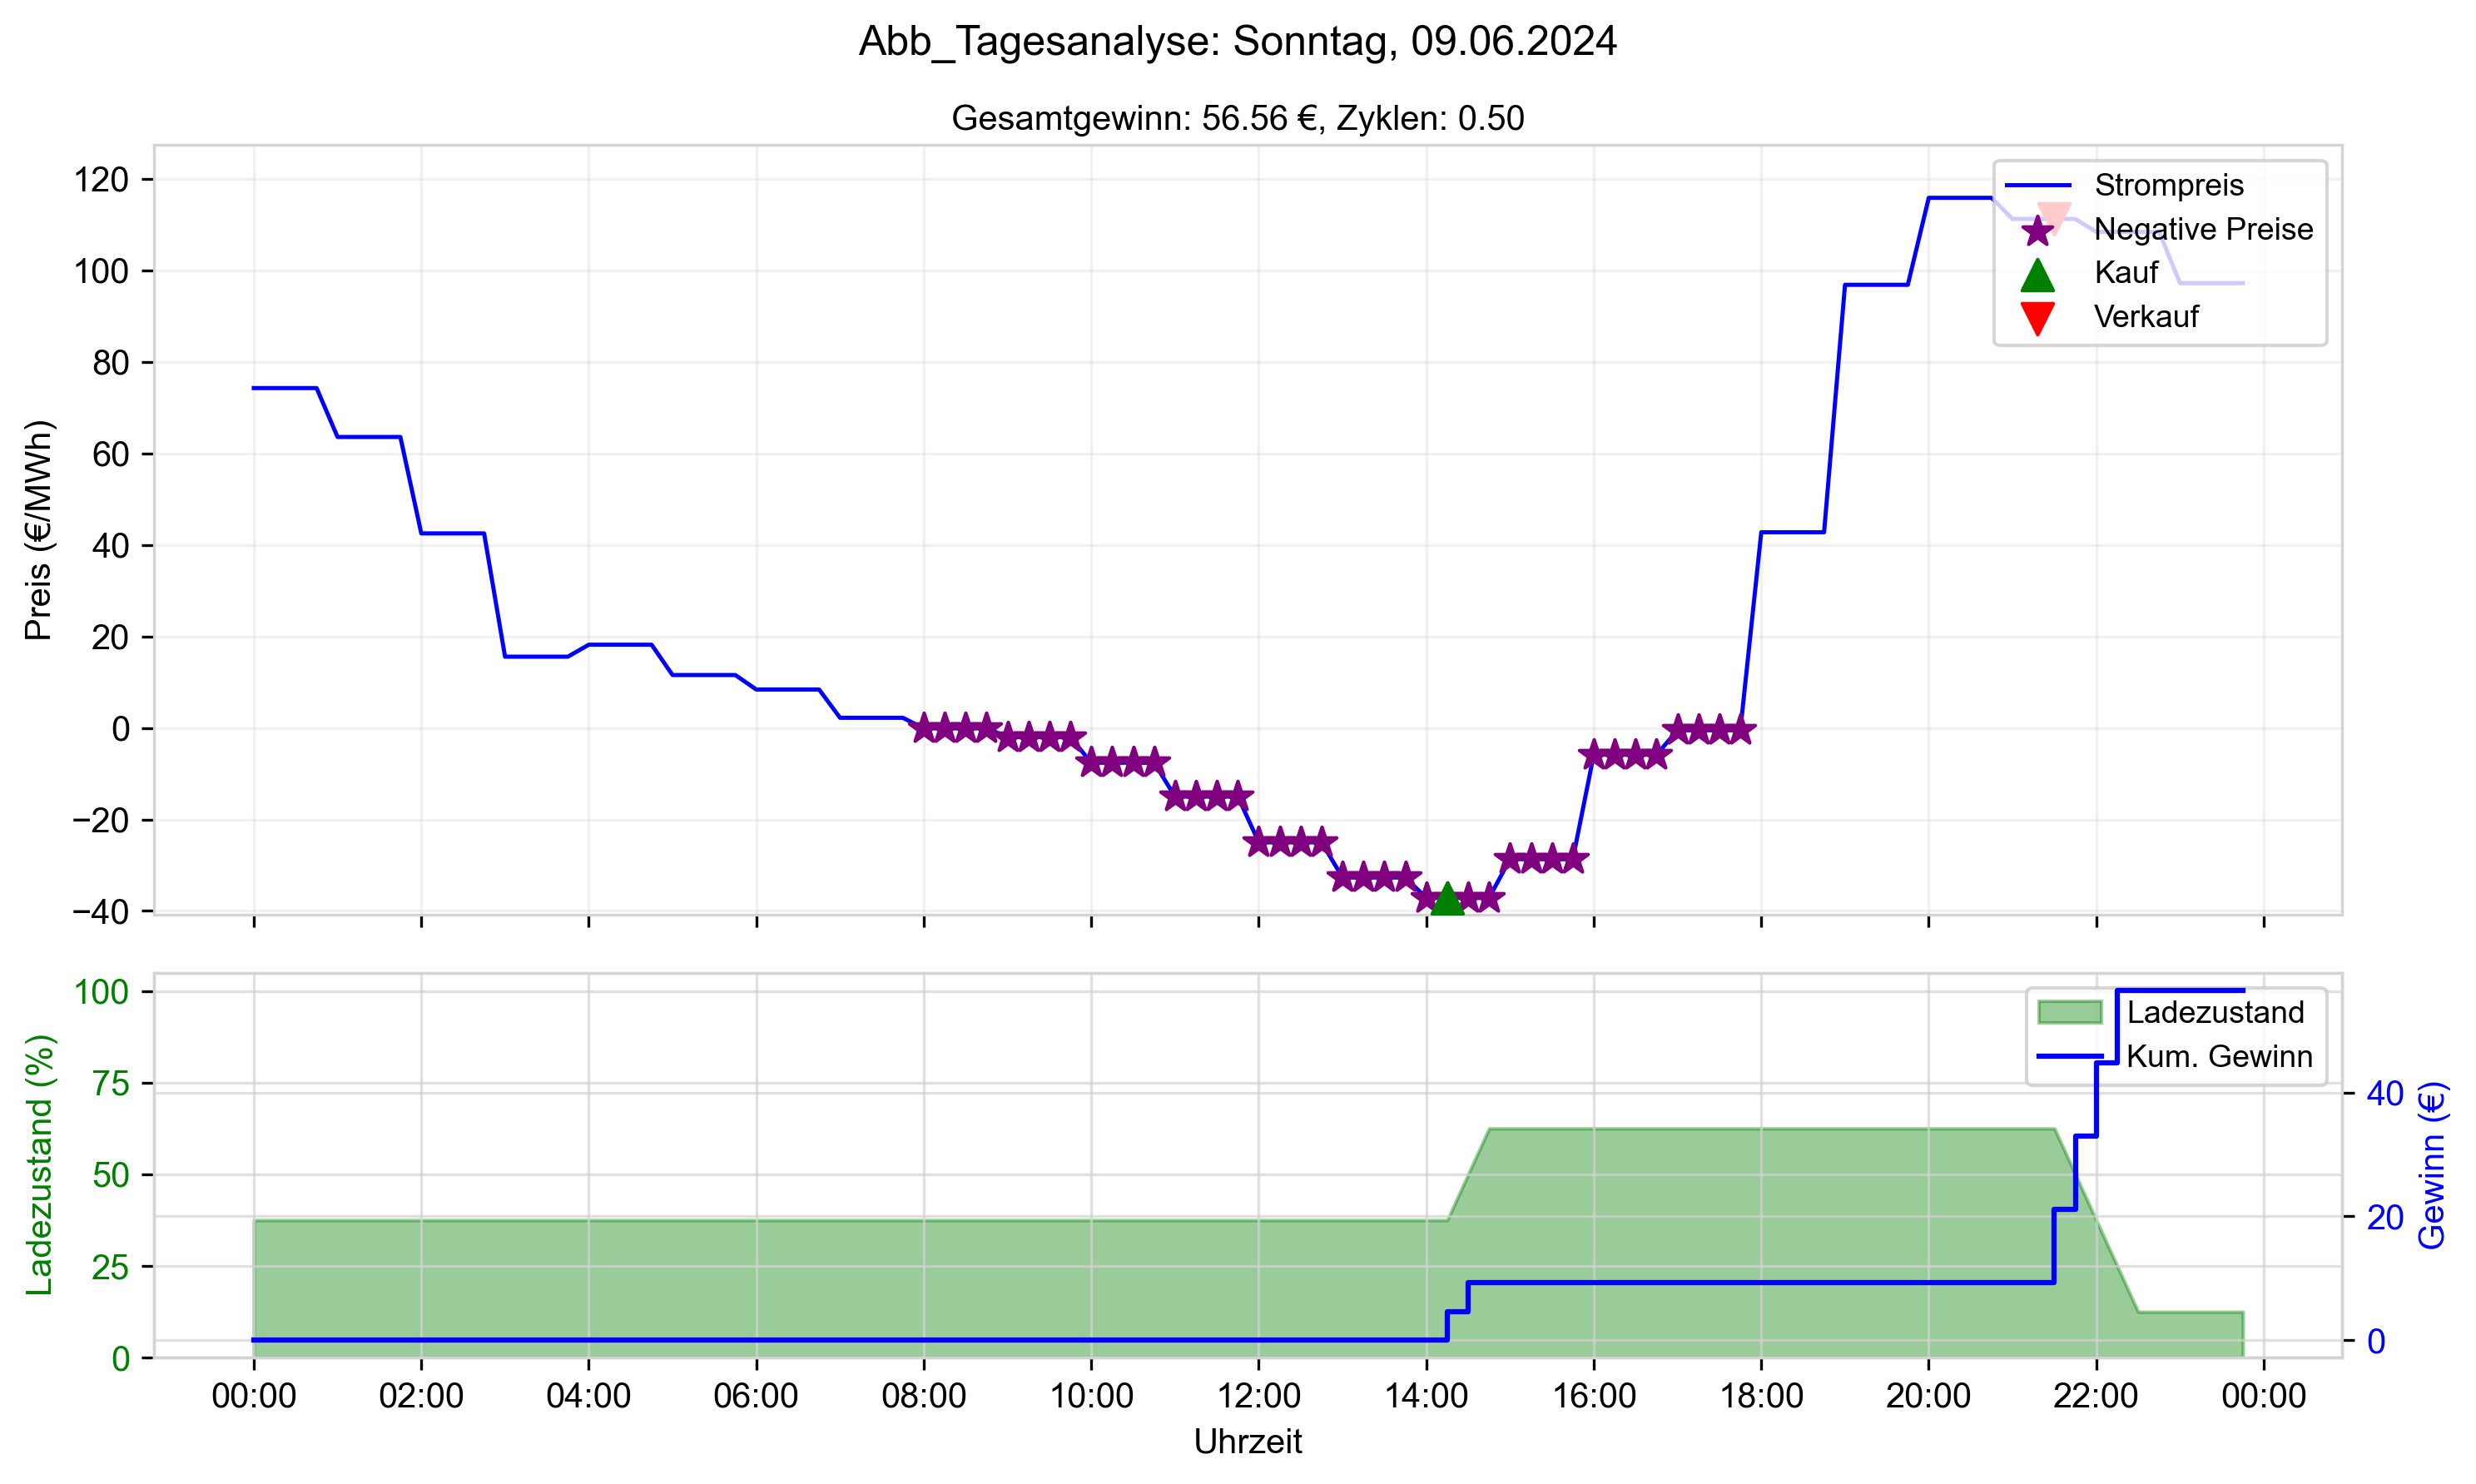 Abb_Tagesanalyse: Sonntag, 09.06.2024
Gesamtgewinn: 56.56 €, Zyklen: 0.50
Preis (€/MWh)
120
100
80
60
40
20
0
−20
−40
Strompreis
Negative Preise
Kauf
Verkauf
Ladezustand (%)
100
75
50
25
0
Ladezustand
Kum. Gewinn
40
20
0
Gewinn (€)
00:00 02:00 04:00 06:00 08:00 10:00 12:00 14:00 16:00 18:00 20:00 22:00 00:00
Uhrzeit